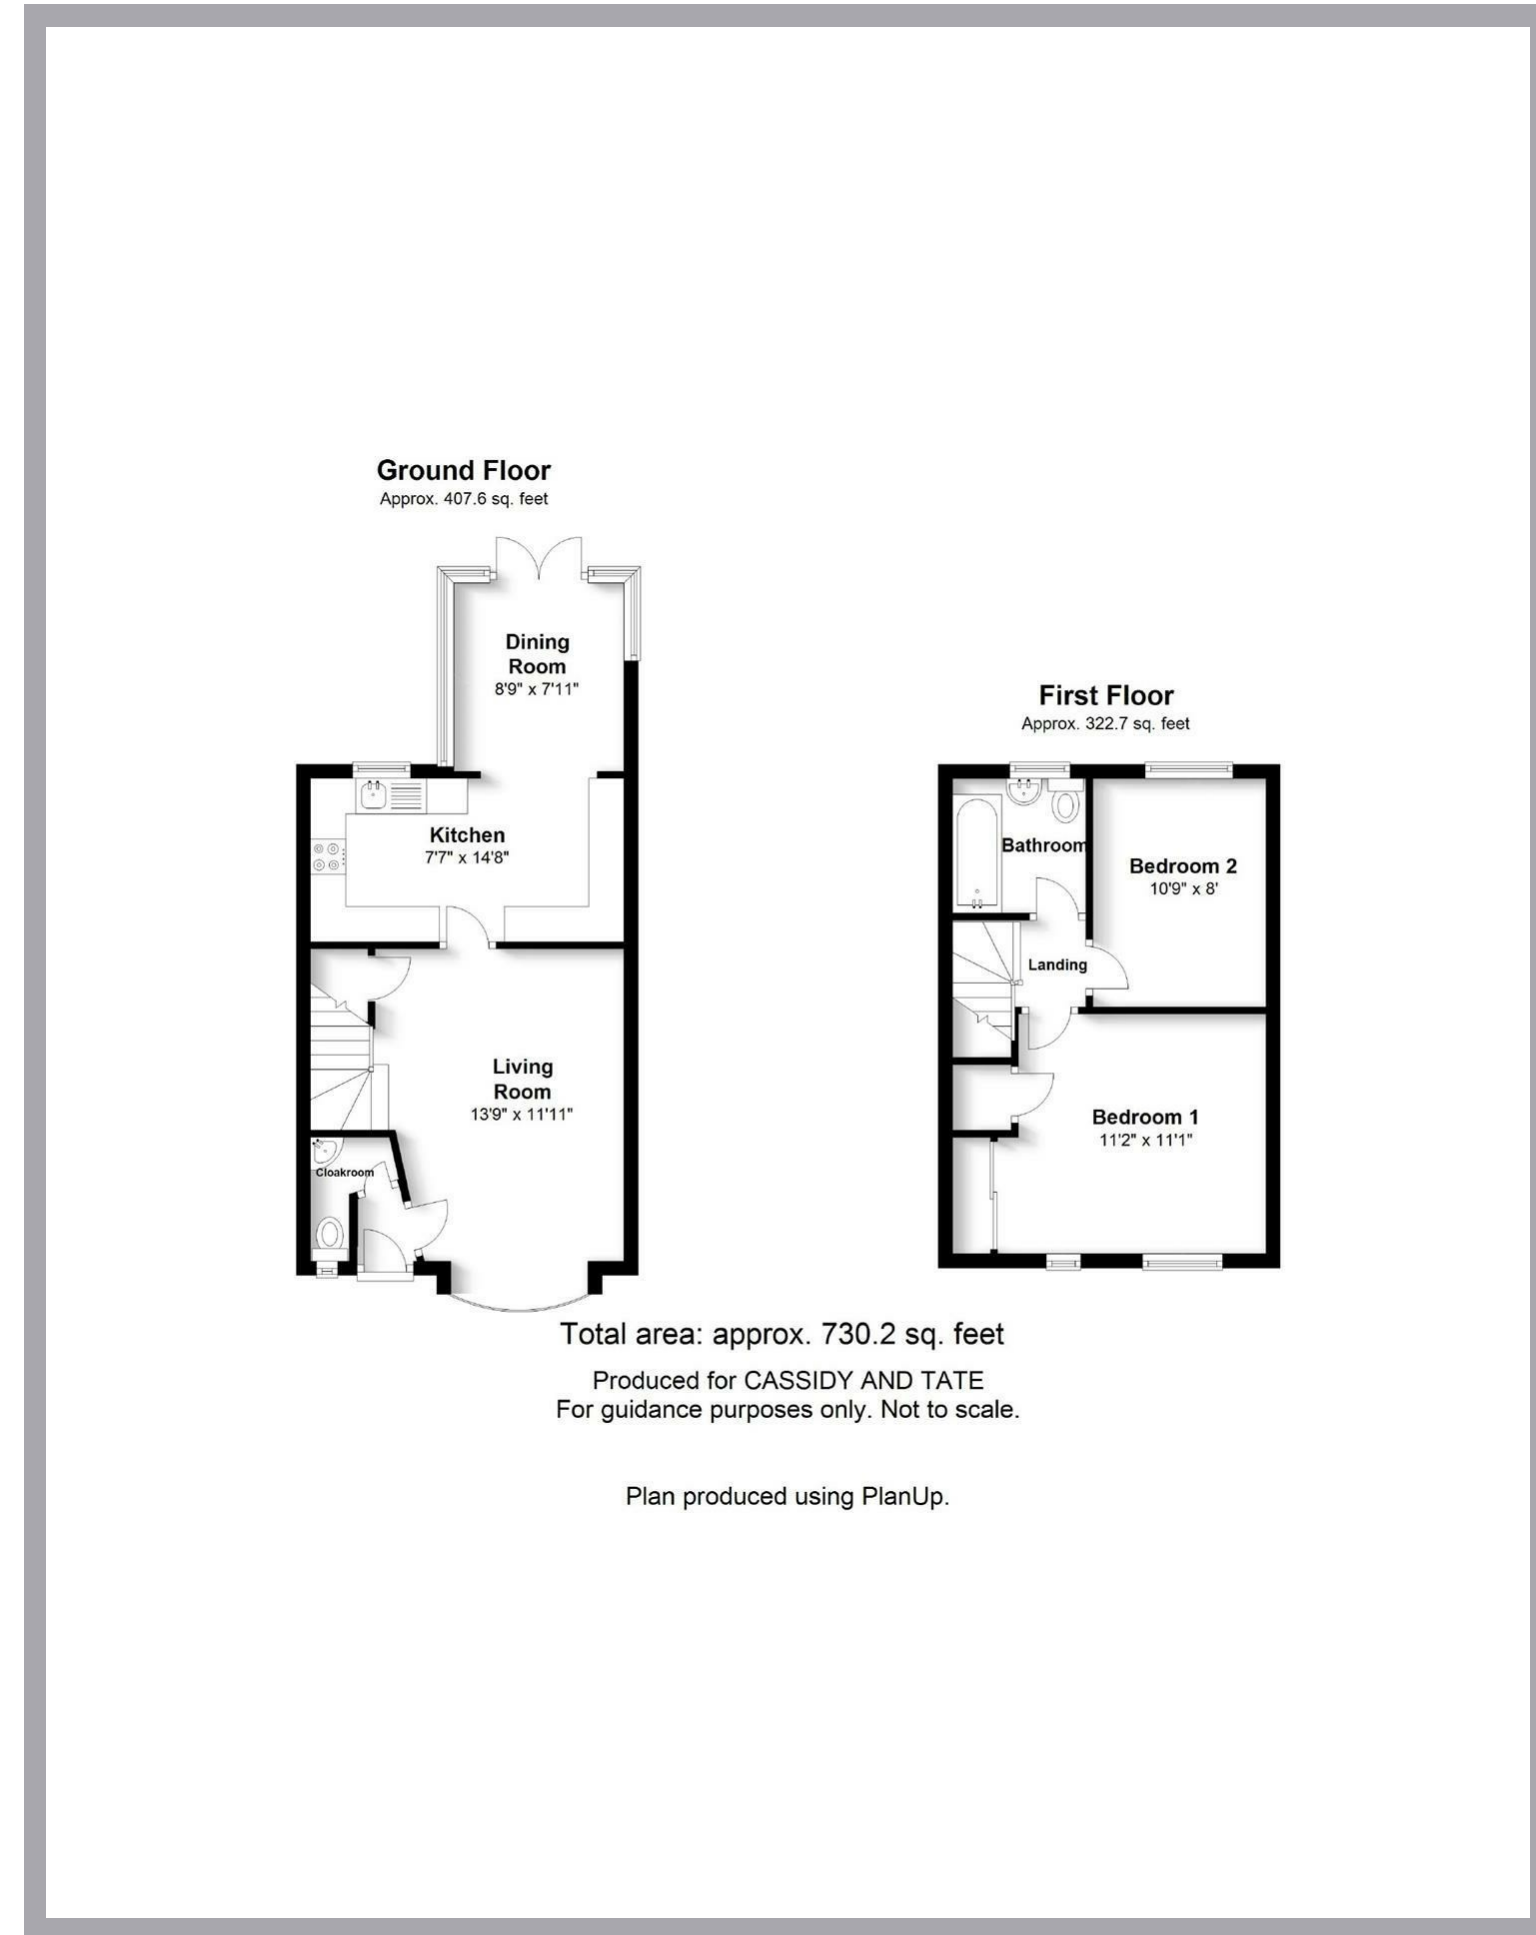 Ground Floor
Approx. 407.6 sq. feet
Dining
Room
8'9" x 7'11"
Kitchen
7'7" x 14'8"
Living
Room
13'9" x 11'11"
Cloakroom
First Floor
Approx. 322.7 sq. feet
Bathroom
Bedroom 2
10'9" x 8'
Landing
Bedroom 1
11'2" x 11'1"
Total area: approx. 730.2 sq. feet
Produced for CASSIDY AND TATE
For guidance purposes only. Not to scale.
Plan produced using PlanUp.